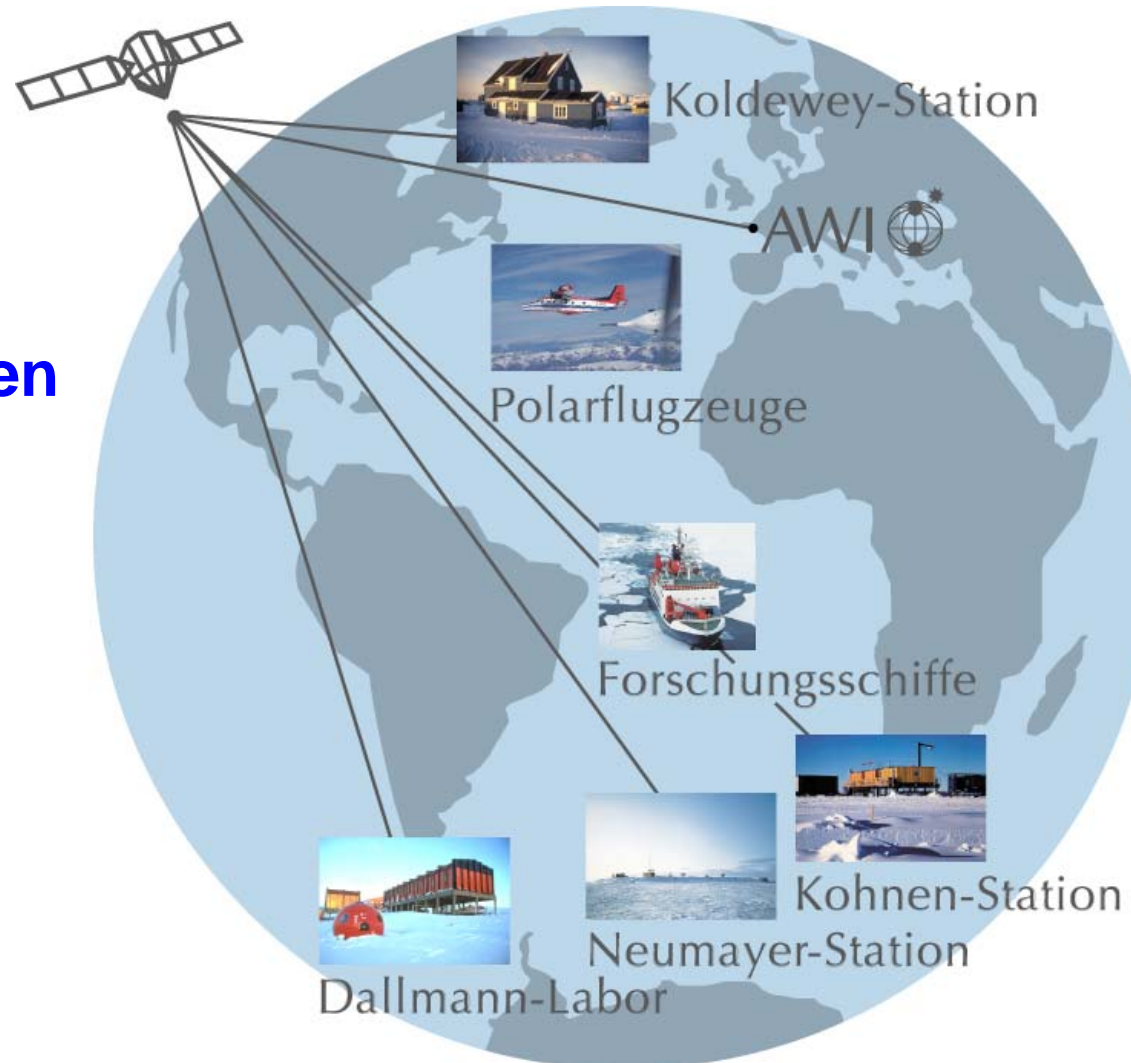 Koldewey-Station
AWI
en
Polarflugzeuge
Forschungsschiffe
Kohnen-Station
Neumayer-Station
Dallmann-Labor